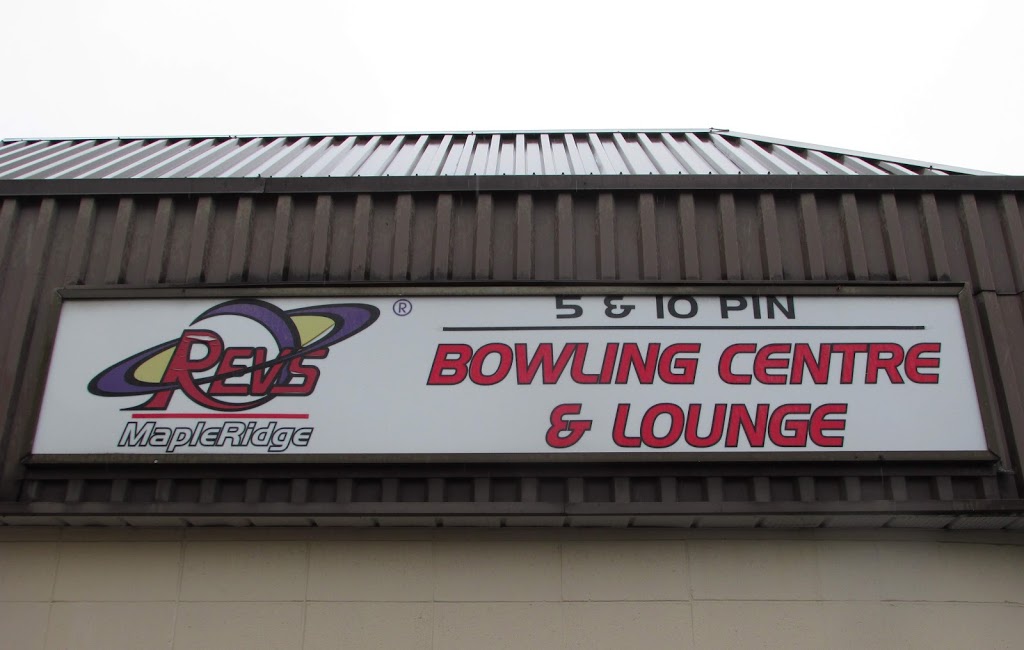 REVS
MapleRidge
®
5 & 10 PIN
BOWLING CENTRE
& LOUNGE